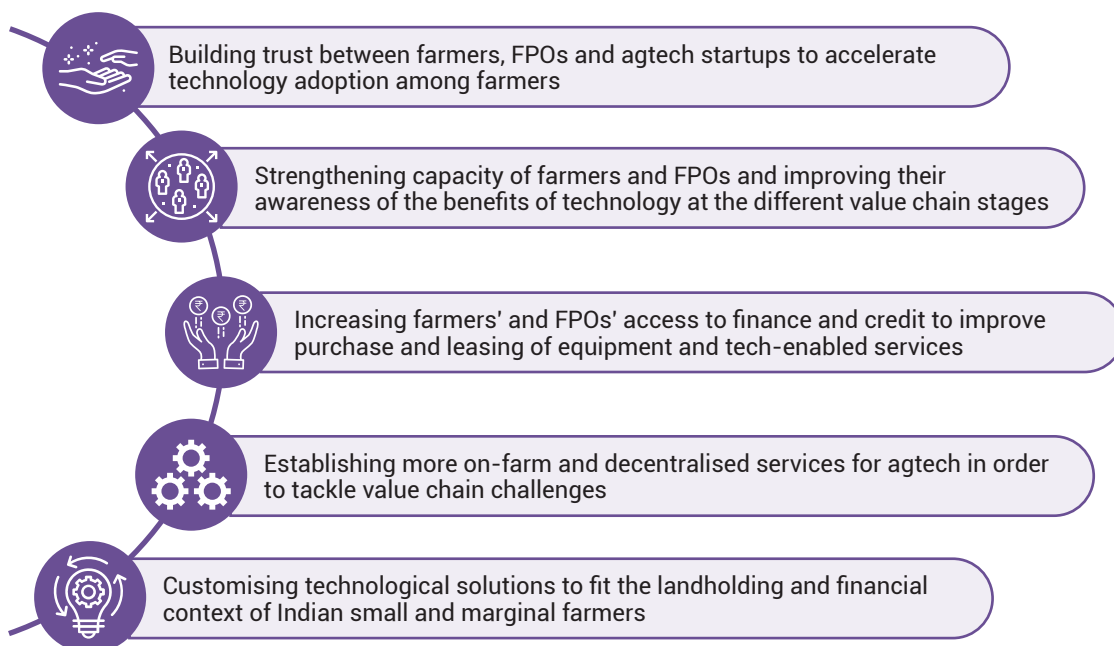 Building trust between farmers, FPOs and agtech startups to accelerate
technology adoption among farmers
Strengthening capacity of farmers and FPOs and improving their
awareness of the benefits of technology at the different value chain stages
₹ ₹ ₹
Increasing farmers' and FPOs' access to finance and credit to improve
purchase and leasing of equipment and tech-enabled services
Establishing more on-farm and decentralised services for agtech in order
to tackle value chain challenges
Customising technological solutions to fit the landholding and financial
context of Indian small and marginal farmers